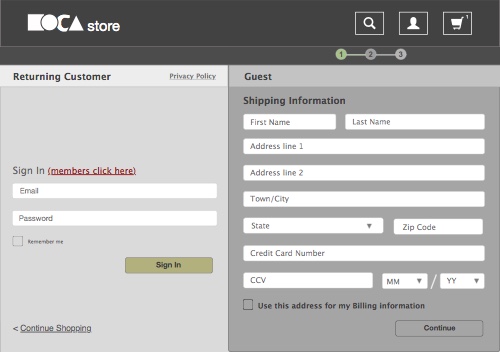 MOCA store
1
1 2 3
Returning Customer
Privacy Policy
Sign In (members click here)
Email
Password
Remember me
Sign In
< Continue Shopping
Guest
Shipping Information
First Name
Last Name
Address line 1
Address line 2
Town/City
State
Zip Code
Credit Card Number
CCV
MM / YY
Use this address for my Billing information
Continue